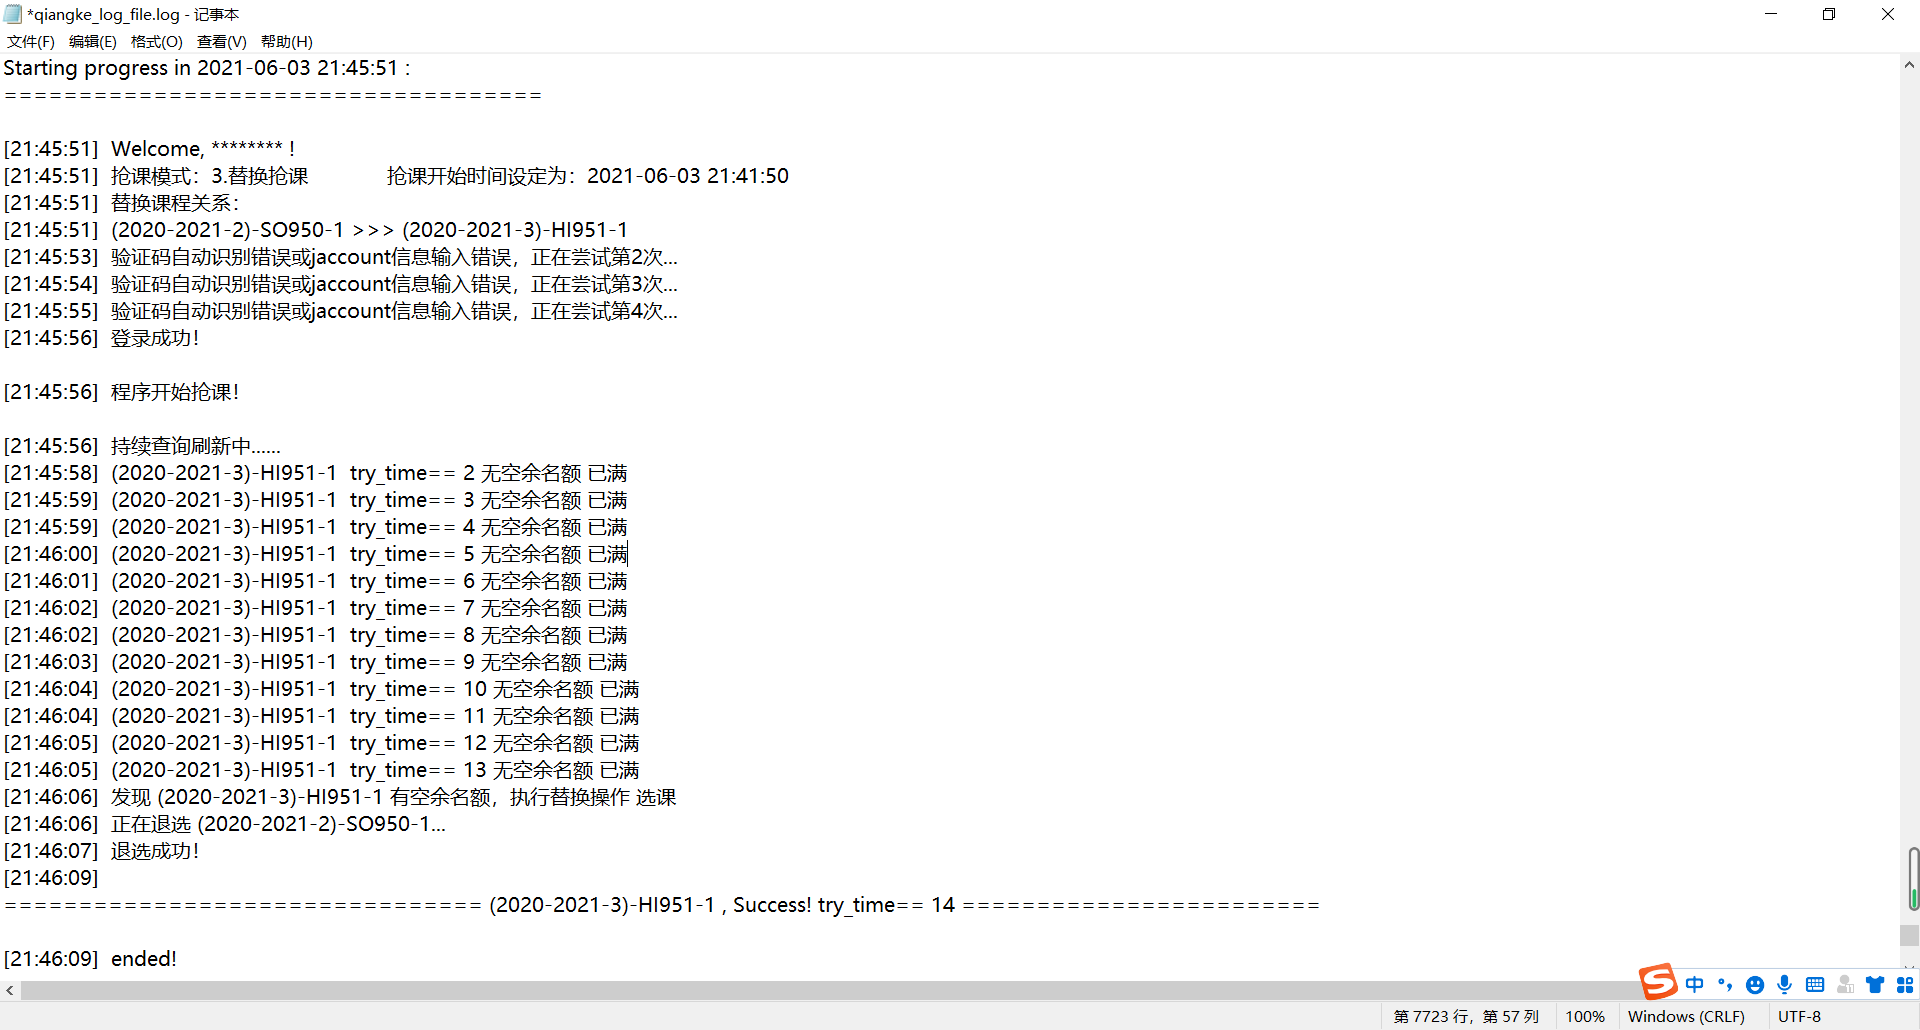 *qiangke_log_file.log - 记事本
文件(F) 编辑(E) 格式(O) 查看(V) 帮助(H)
Starting progress in 2021-06-03 21:45:51 :
====================================
[21:45:51] Welcome, ******** !
[21:45:51] 抢课模式：3.替换抢课 抢课开始时间设定为：2021-06-03 21:41:50
[21:45:51] 替换课程关系：
[21:45:51] (2020-2021-2)-SO950-1 >>> (2020-2021-3)-HI951-1
[21:45:53] 验证码自动识别错误或jaccount信息输入错误，正在尝试第2次...
[21:45:54] 验证码自动识别错误或jaccount信息输入错误，正在尝试第3次...
[21:45:55] 验证码自动识别错误或jaccount信息输入错误，正在尝试第4次...
[21:45:56] 登录成功！
[21:45:56] 程序开始抢课！
[21:45:56] 持续查询刷新中......
[21:45:58] (2020-2021-3)-HI951-1 try_time== 2 无空余名额 已满
[21:45:59] (2020-2021-3)-HI951-1 try_time== 3 无空余名额 已满
[21:45:59] (2020-2021-3)-HI951-1 try_time== 4 无空余名额 已满
[21:46:00] (2020-2021-3)-HI951-1 try_time== 5 无空余名额 已满
[21:46:01] (2020-2021-3)-HI951-1 try_time== 6 无空余名额 已满
[21:46:02] (2020-2021-3)-HI951-1 try_time== 7 无空余名额 已满
[21:46:02] (2020-2021-3)-HI951-1 try_time== 8 无空余名额 已满
[21:46:03] (2020-2021-3)-HI951-1 try_time== 9 无空余名额 已满
[21:46:04] (2020-2021-3)-HI951-1 try_time== 10 无空余名额 已满
[21:46:04] (2020-2021-3)-HI951-1 try_time== 11 无空余名额 已满
[21:46:05] (2020-2021-3)-HI951-1 try_time== 12 无空余名额 已满
[21:46:05] (2020-2021-3)-HI951-1 try_time== 13 无空余名额 已满
[21:46:06] 发现 (2020-2021-3)-HI951-1 有空余名额，执行替换操作 选课
[21:46:06] 正在退选 (2020-2021-2)-SO950-1...
[21:46:07] 退选成功！
[21:46:09]
================================ (2020-2021-3)-HI951-1 , Success! try_time== 14 ========================
[21:46:09] ended!
S 中
第 7723 行，第 57 列 100% Windows (CRLF) UTF-8